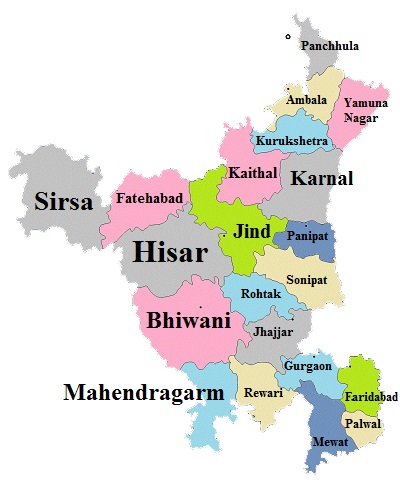 Panchhula
Ambala
Yamuna
Nagar
Kurukshetra
Kaithal
Karnal
Sirsa
Fatehabad
Jind
Panipat
Hisar
Sonipat
Rohtak
Bhiwani
Jhajjar
Gurgaon
Mahendragarm
Rewari
Faridabad
Palwal
Mewat